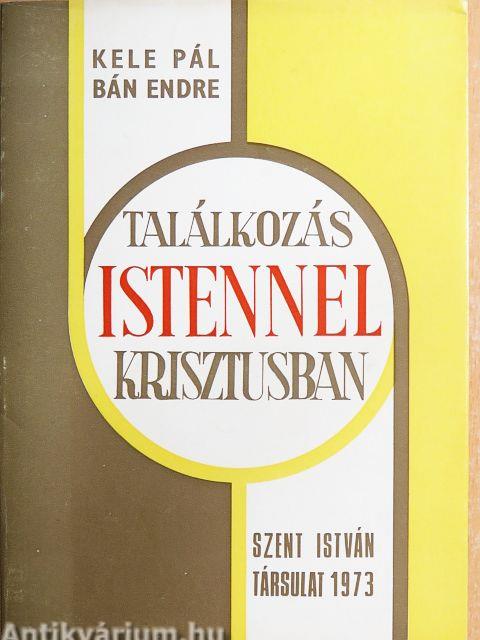 KELE PÁL
BÁN ENDRE
TALÁLKOZÁS
ISTENNEL
KRISZTUSBAN
SZENT ISTVÁN
TÁRSULAT 1973
Antikvárium.hu